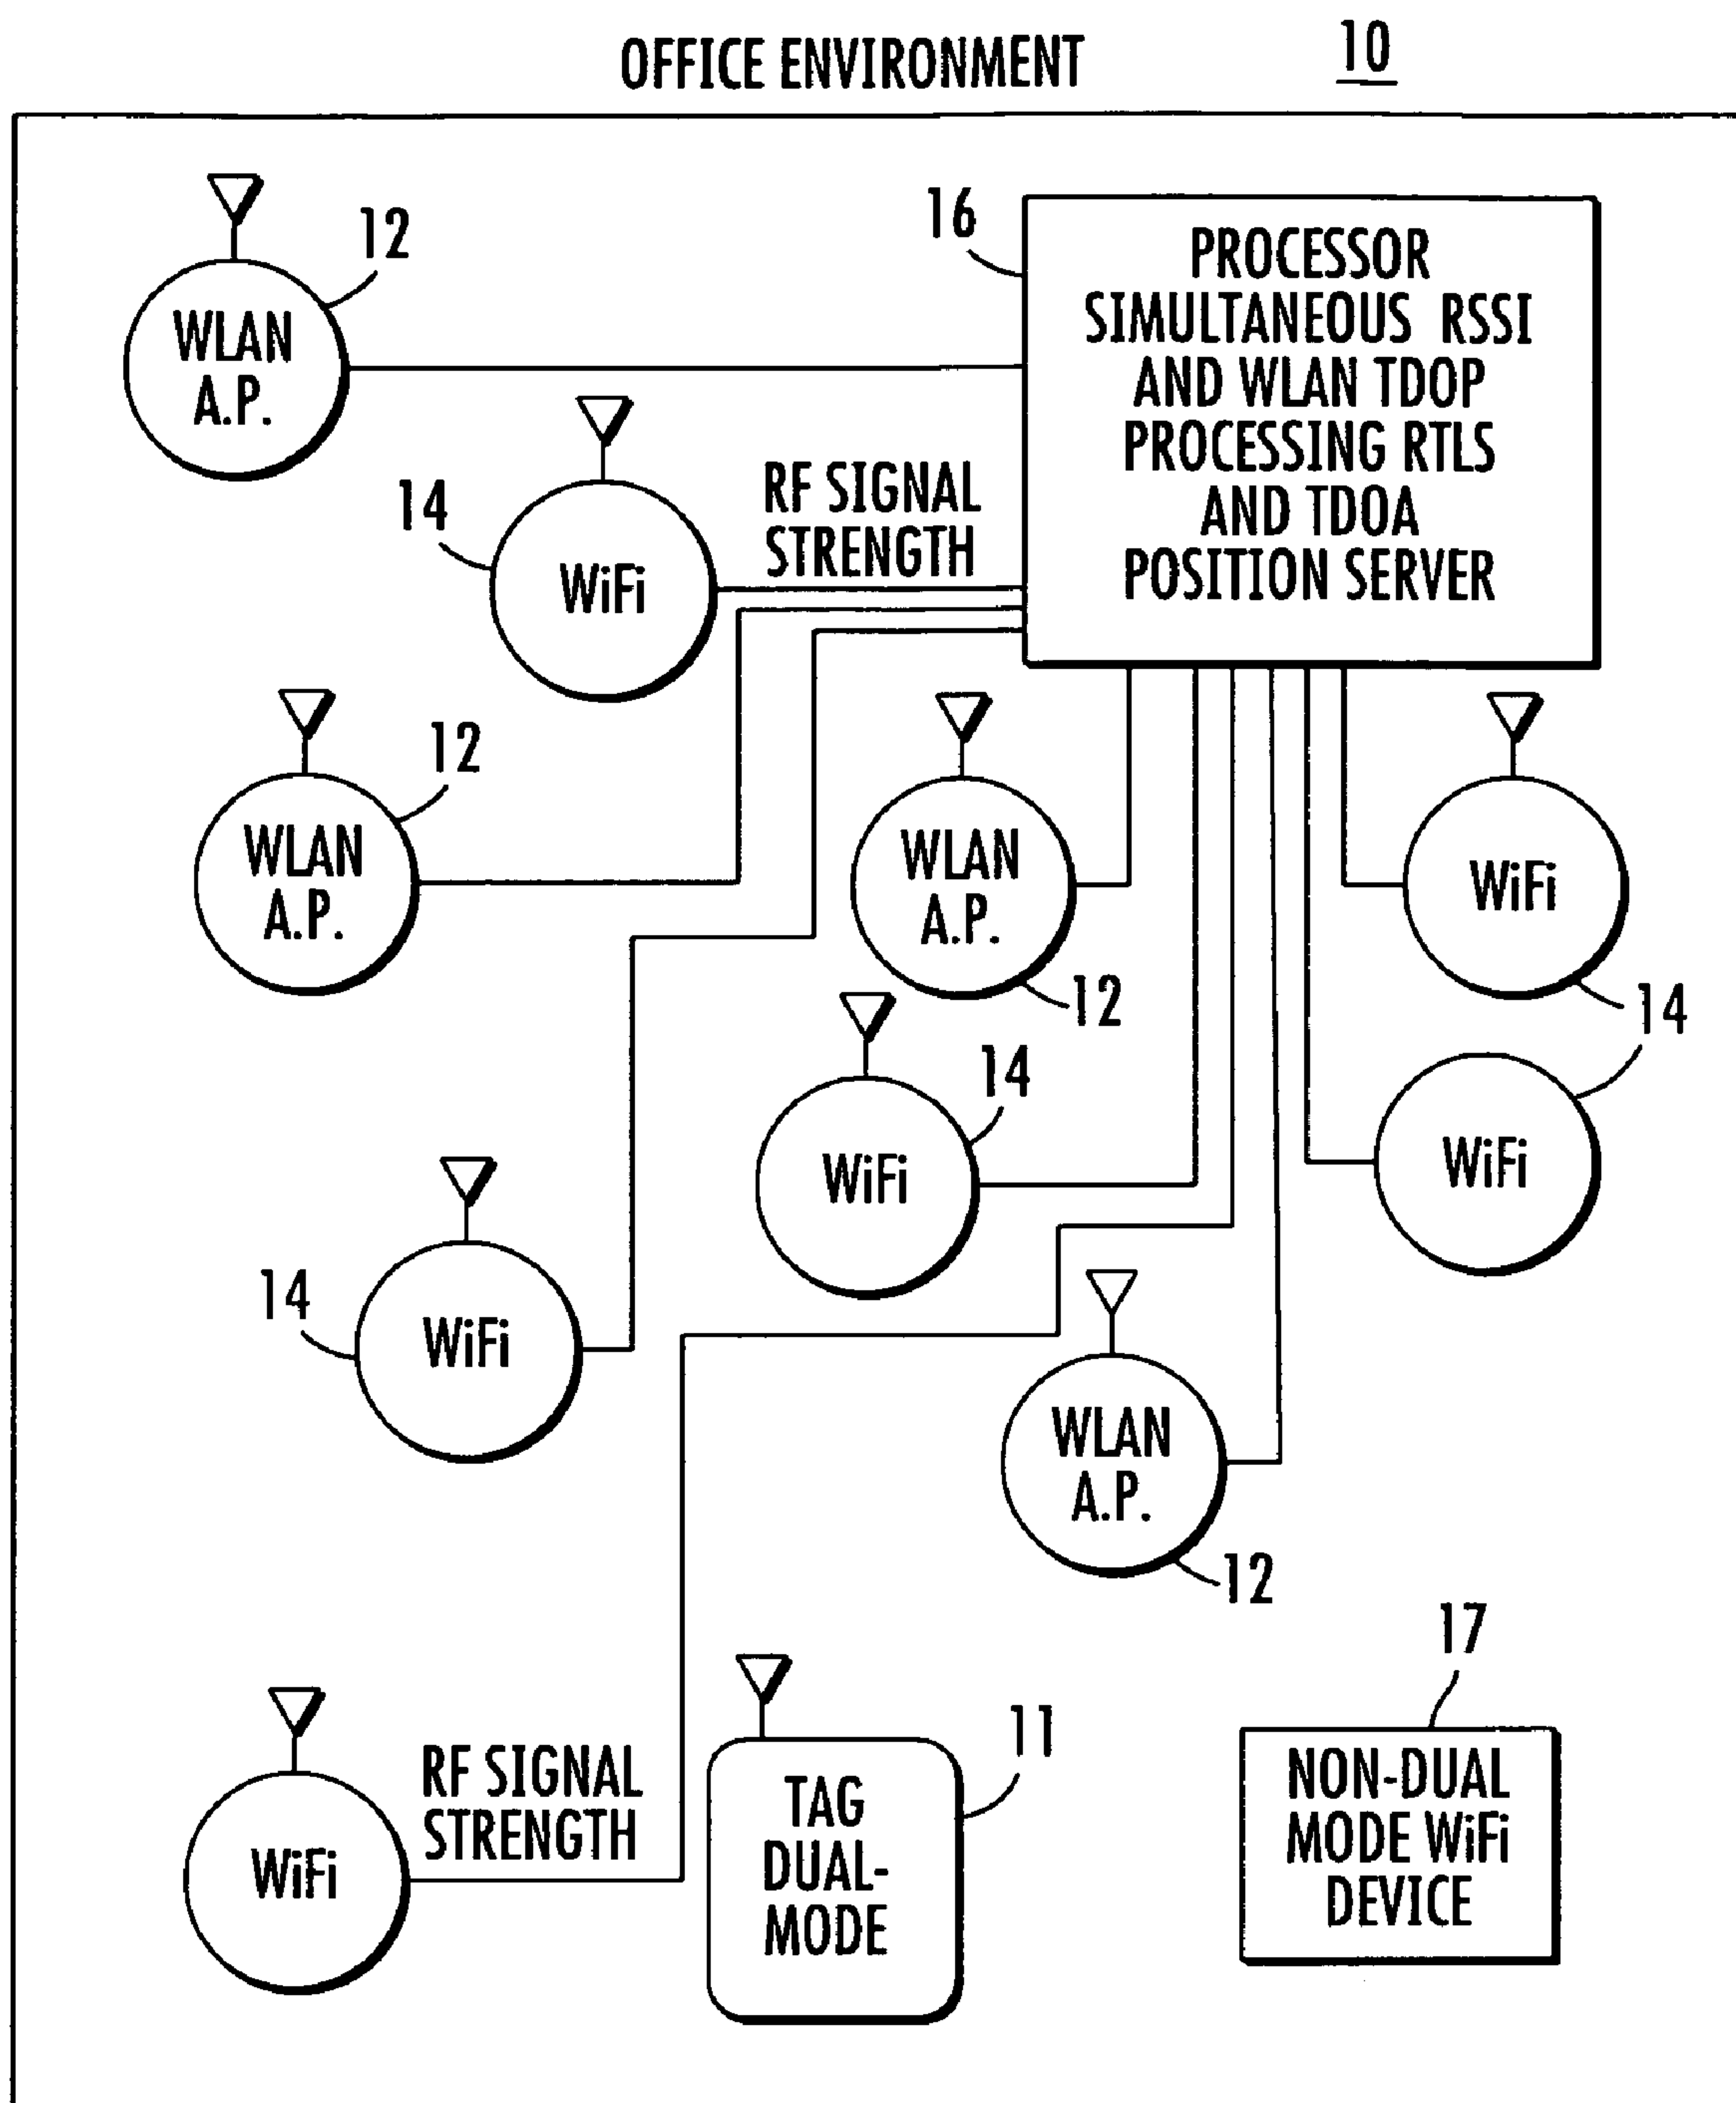 OFFICE ENVIRONMENT 10
12
WLAN
A.P.
16
PROCESSOR
SIMULTANEOUS RSSI
AND WLAN TDOP
PROCESSING RTLS
AND TDOA
POSITION SERVER
14
WiFi
RF SIGNAL
STRENGTH
12
WLAN
A.P.
WLAN
A.P.
12
WiFi
14
14
WiFi
WiFi
14
WiFi
WLAN
A.P.
12
WiFi
RF SIGNAL
STRENGTH
11
TAG
DUAL-
MODE
17
NON-DUAL
MODE WiFi
DEVICE